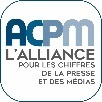 ACPM
L'ALLIANCE
POUR LES CHIFFRES
DE LA PRESSE
ET DES MÉDIAS